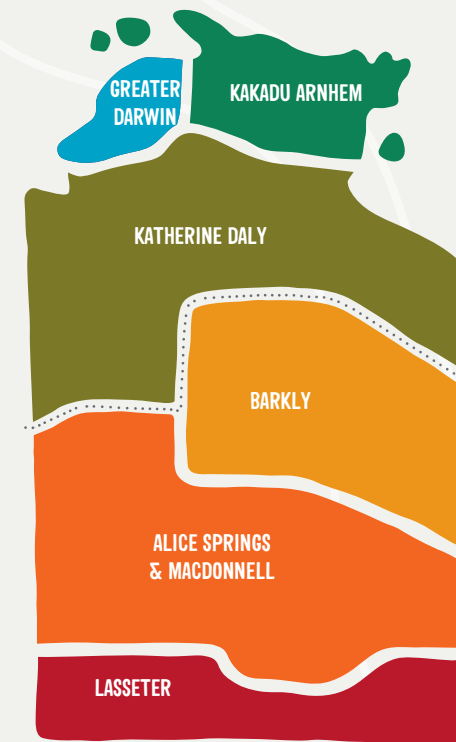 GREATER
DARWIN
KAKADU ARNHEM
KATHERINE DALY
BARKLY
ALICE SPRINGS
& MACDONNELL
LASSETER